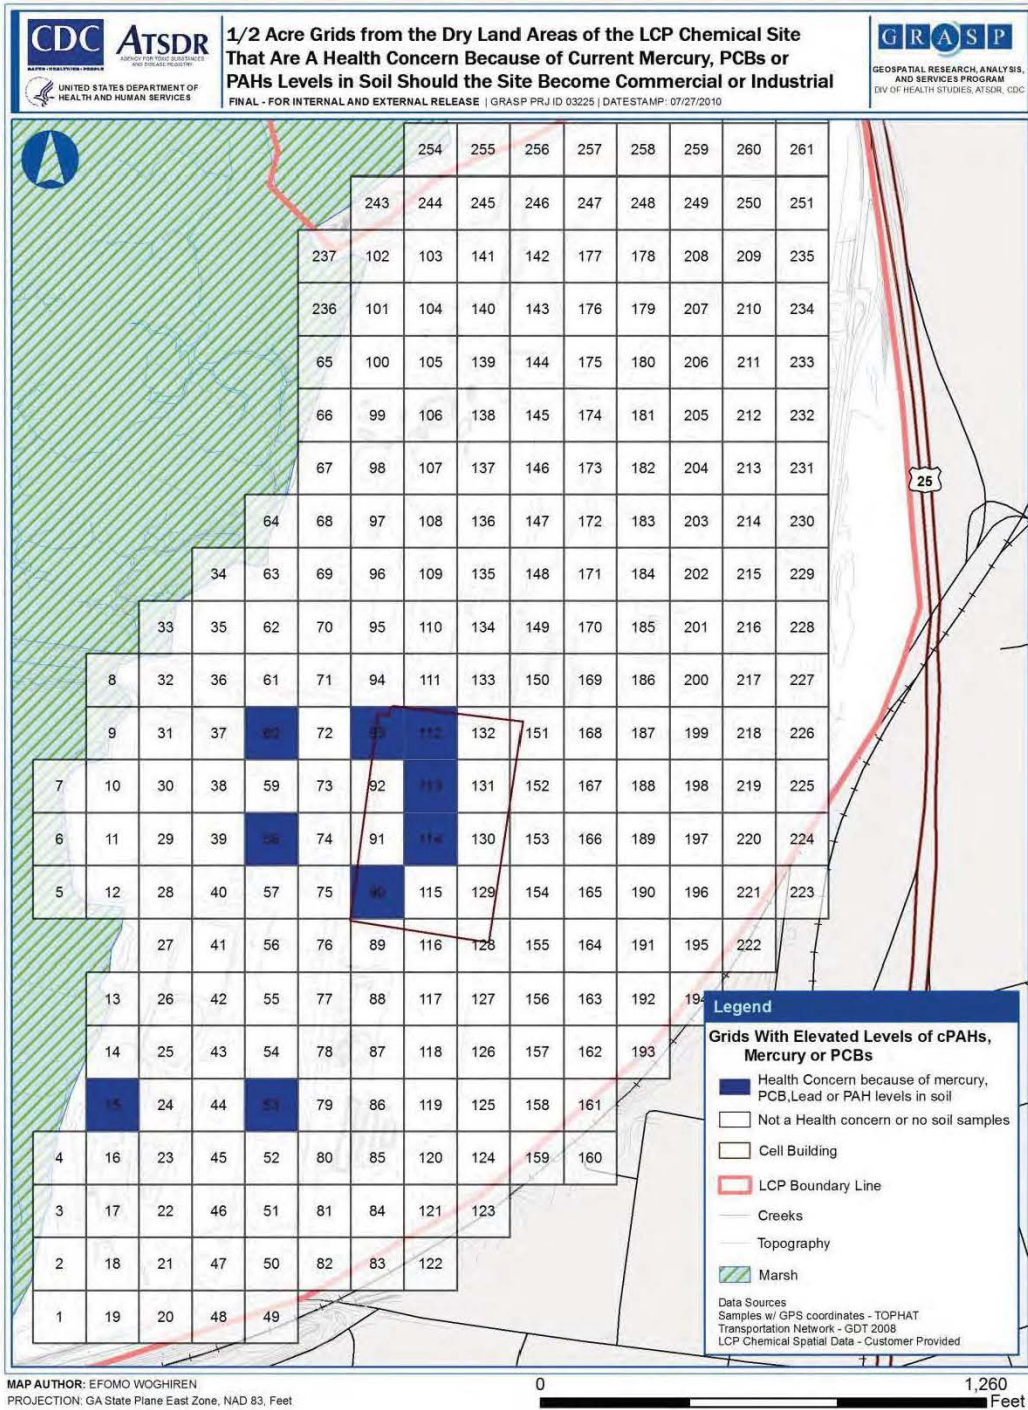 CDC ATSDR
SAFER • HEALTHIER • PEOPLE
AGENCY FOR TOXIC SUBSTANCES
AND DISEASE REGISTRY
UNITED STATES DEPARTMENT OF
HEALTH AND HUMAN SERVICES
1/2 Acre Grids from the Dry Land Areas of the LCP Chemical Site
That Are A Health Concern Because of Current Mercury, PCBs or
PAHs Levels in Soil Should the Site Become Commercial or Industrial
FINAL - FOR INTERNAL AND EXTERNAL RELEASE | GRASP PRJ ID 03225 | DATESTAMP: 07/27/2010
GRASP
GEOSPATIAL RESEARCH, ANALYSIS,
AND SERVICES PROGRAM
DIV OF HEALTH STUDIES, ATSDR, CDC
254 255 256 257 258 259 260 261
243 244 245 246 247 248 249 250 251
237 102 103 141 142 177 178 208 209 235
236 101 104 140 143 176 179 207 210 234
65 100 105 139 144 175 180 206 211 233
66 99 106 138 145 174 181 205 212 232
67 98 107 137 146 173 182 204 213 231
25
64 68 97 108 136 147 172 183 203 214 230
34 63 69 96 109 135 148 171 184 202 215 229
33 35 62 70 95 110 134 149 170 185 201 216 228
8 32 36 61 71 94 111 133 150 169 186 200 217 227
9 31 37 60 72 93 112 132 151 168 187 199 218 226
7 10 30 38 59 73 92 113 131 152 167 188 198 219 225
6 11 29 39 58 74 91 114 130 153 166 189 197 220 224
5 12 28 40 57 75 90 115 129 154 165 190 196 221 223
27 41 56 76 89 116 128 155 164 191 195 222
13 26 42 55 77 88 117 127 156 163 192 194
14 25 43 54 78 87 118 126 157 162 193
15 24 44 53 79 86 119 125 158 161
4 16 23 45 52 80 85 120 124 159 160
3 17 22 46 51 81 84 121 123
2 18 21 47 50 82 83 122
1 19 20 48 49
Legend
Grids With Elevated Levels of cPAHs,
Mercury or PCBs
Health Concern because of mercury,
PCB,Lead or PAH levels in soil
Not a Health concern or no soil samples
Cell Building
LCP Boundary Line
Creeks
Topography
Marsh
Data Sources
Samples w/ GPS coordinates - TOPHAT
Transportation Network - GDT 2008
LCP Chemical Spatial Data - Customer Provided
MAP AUTHOR: EFOMO WOGHIREN
PROJECTION: GA State Plane East Zone, NAD 83, Feet
0 1,260
Feet